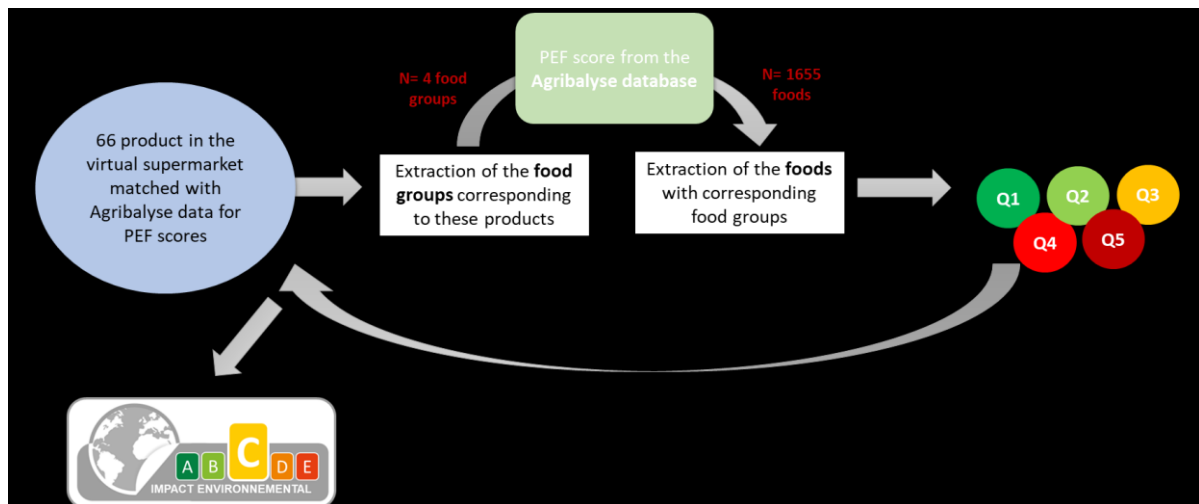 PEF score from the
Agribalyse database
N= 4 food
groups
N= 1655
foods
66 product in the
virtual supermarket
matched with
Agribalyse data for
PEF scores
Extraction of the food
groups corresponding
to these products
Extraction of the foods
with corresponding
food groups
Q1
Q2
Q3
Q4
Q5
A B C D E
IMPACT ENVIRONNEMENTAL